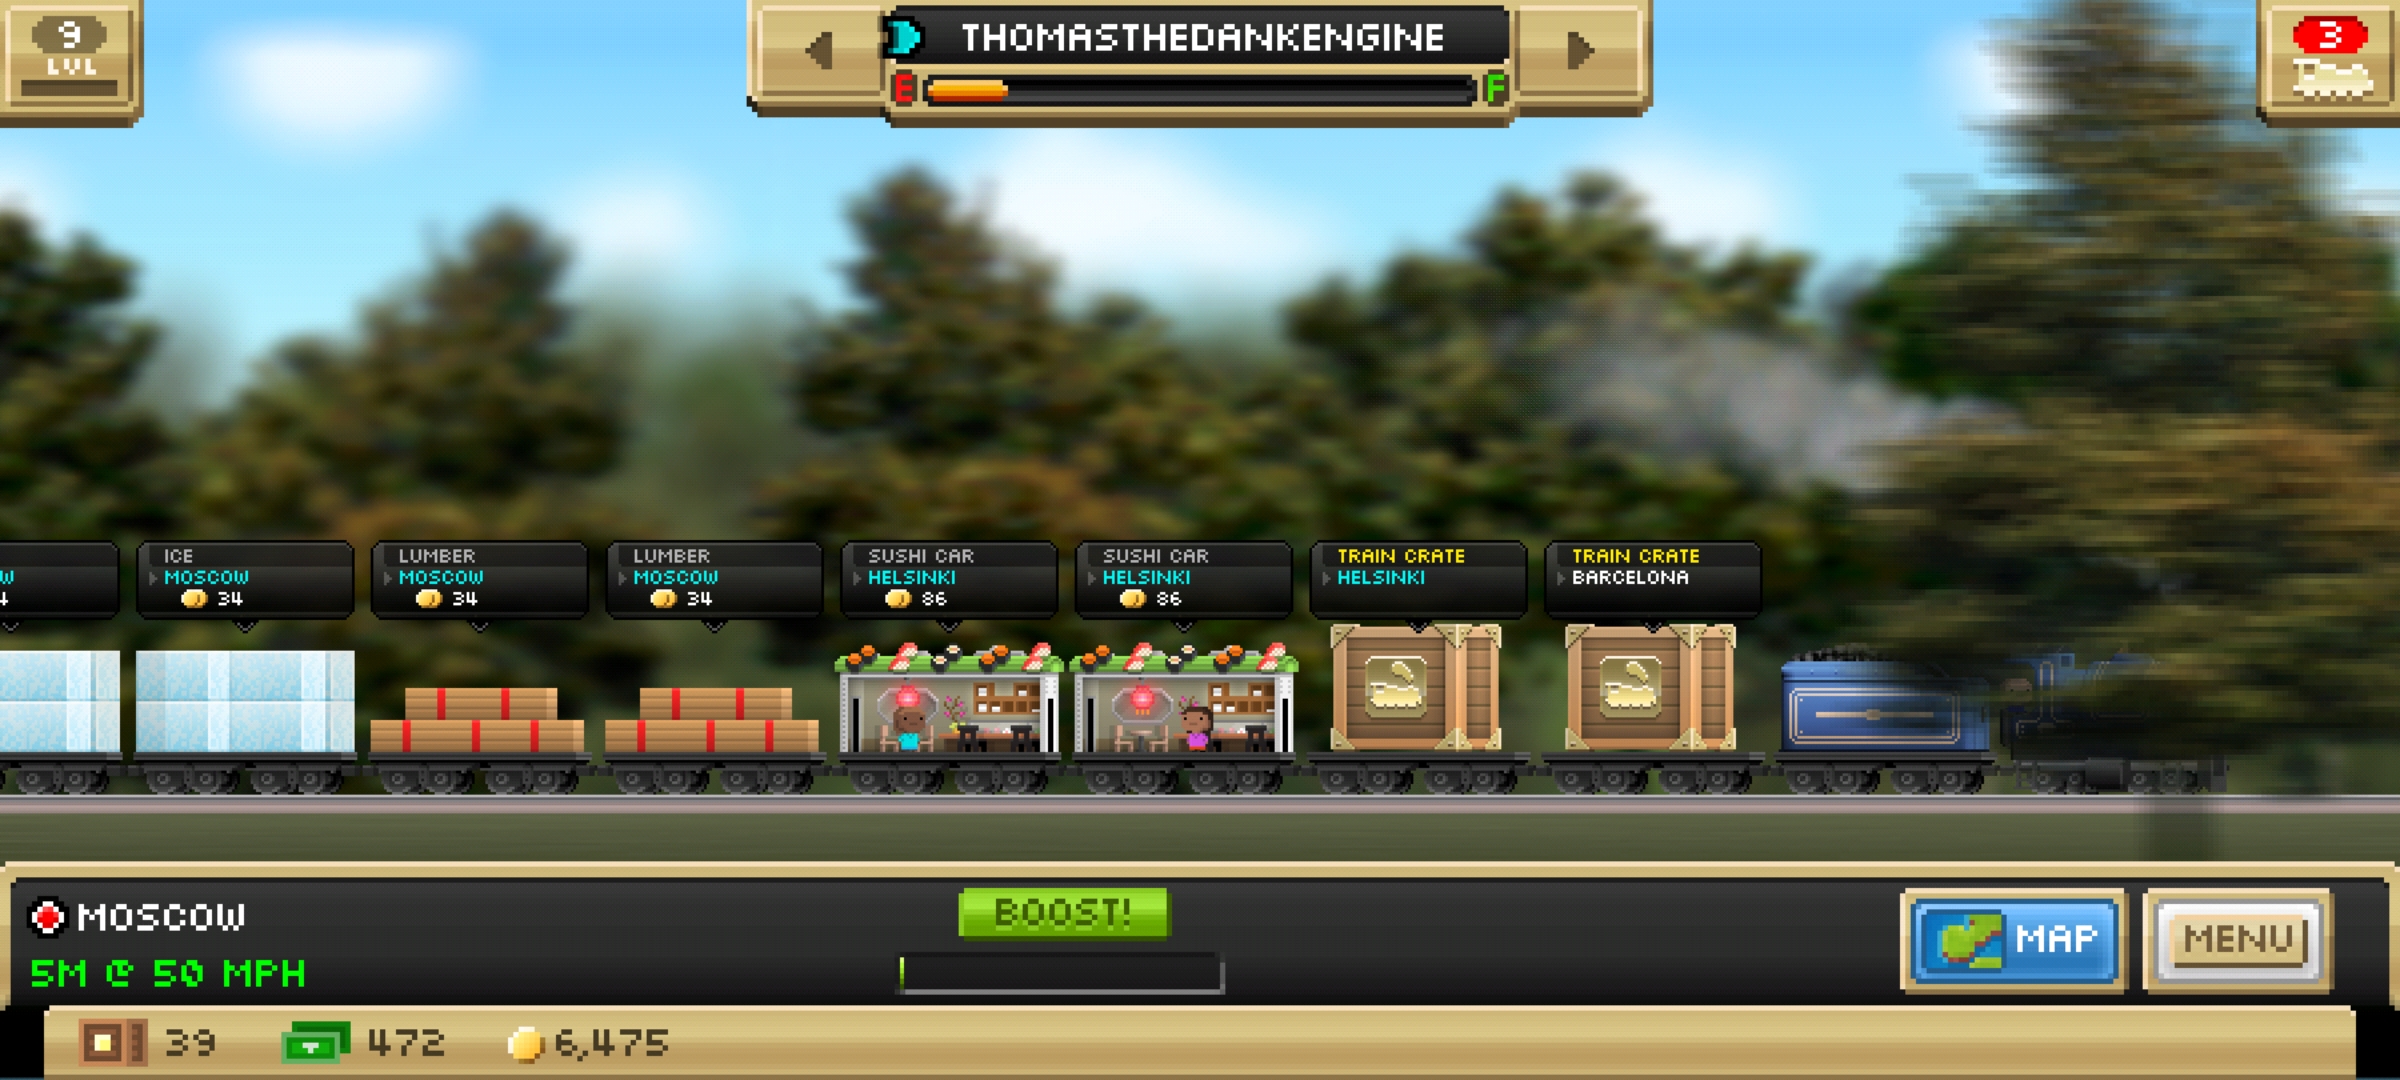 9
LVL
THOMASTHEDANKENGINE
E
F
3
W
4
ICE
MOSCOW
34
LUMBER
MOSCOW
34
LUMBER
MOSCOW
34
SUSHI CAR
HELSINKI
86
SUSHI CAR
HELSINKI
86
TRAIN CRATE
HELSINKI
TRAIN CRATE
BARCELONA
MOSCOW
5M @ 50 MPH
BOOST!
MAP
MENU
39
472
6,475